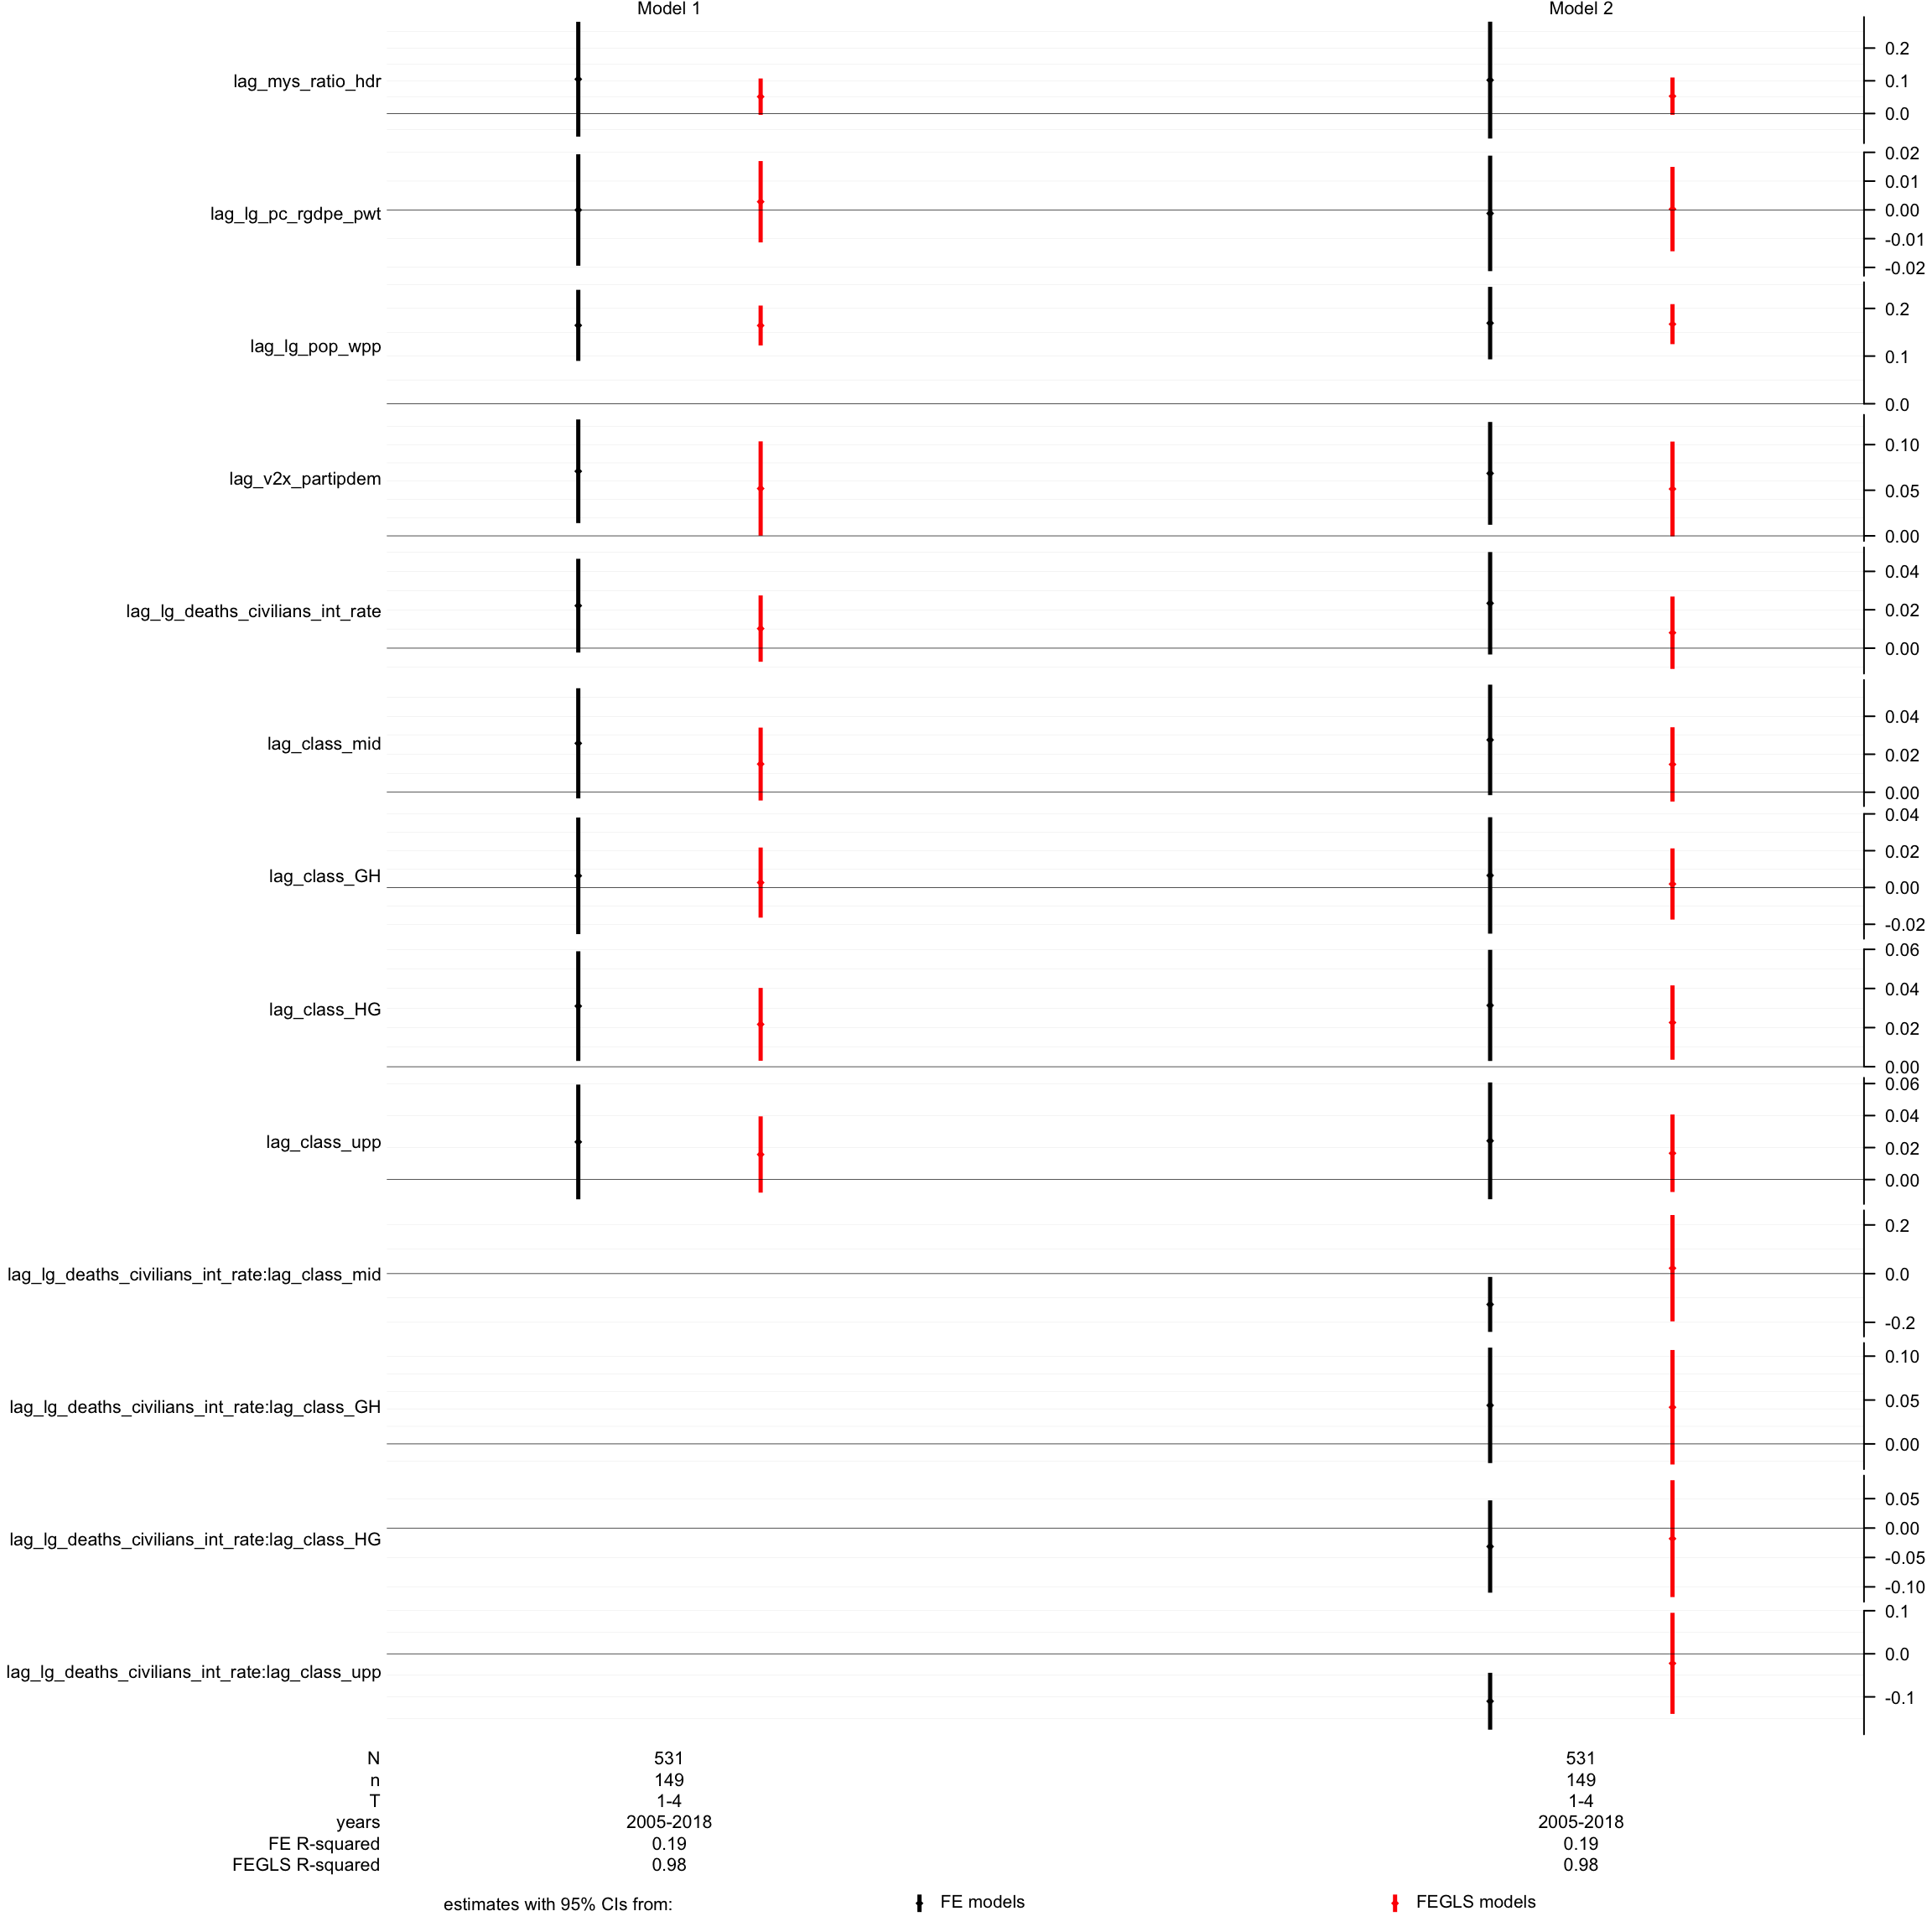 Model 1 Model 2
lag_mys_ratio_hdr
0.2
0.1
0.0
lag_lg_pc_rgdpe_pwt
0.02
0.01
0.00
-0.01
-0.02
lag_lg_pop_wpp
0.2
0.1
0.0
lag_v2x_partipdem
0.10
0.05
0.00
lag_lg_deaths_civilians_int_rate
0.04
0.02
0.00
lag_class_mid
0.04
0.02
0.00
lag_class_GH
0.04
0.02
0.00
-0.02
lag_class_HG
0.06
0.04
0.02
0.00
lag_class_upp
0.06
0.04
0.02
0.00
lag_lg_deaths_civilians_int_rate:lag_class_mid
0.2
0.0
-0.2
lag_lg_deaths_civilians_int_rate:lag_class_GH
0.10
0.05
0.00
lag_lg_deaths_civilians_int_rate:lag_class_HG
0.05
0.00
-0.05
-0.10
lag_lg_deaths_civilians_int_rate:lag_class_upp
0.1
0.0
-0.1
N 531 531
n 149 149
T 1-4 1-4
years 2005-2018 2005-2018
FE R-squared 0.19 0.19
FEGLS R-squared 0.98 0.98
estimates with 95% CIs from: FE models FEGLS models